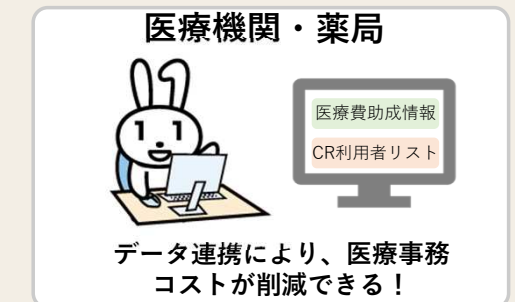 医療機関・薬局
医療費助成情報
CR利用者リスト
データ連携により、医療事務
コストが削減できる！